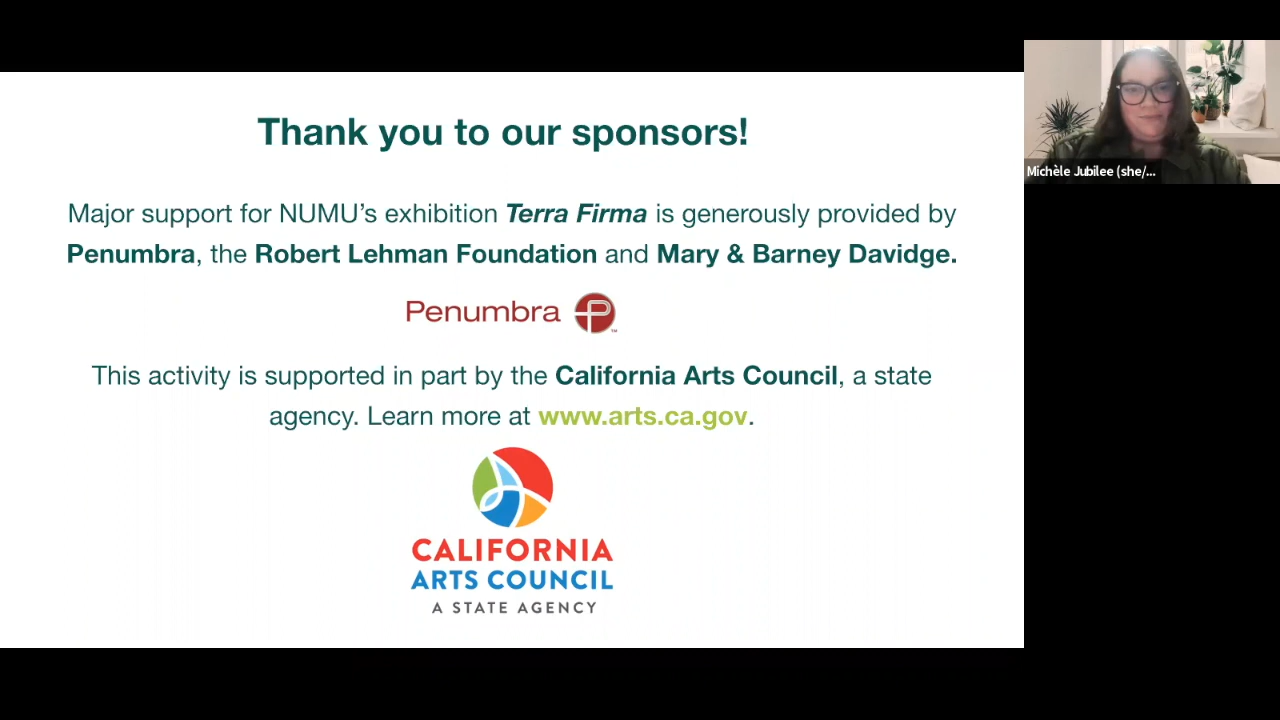 Thank you to our sponsors!
Major support for NUMU's exhibition Terra Firma is generously provided by
Penumbra, the Robert Lehman Foundation and Mary & Barney Davidge.
Penumbra P
TM
This activity is supported in part by the California Arts Council, a state
agency. Learn more at www.arts.ca.gov.
CALIFORNIA
ARTS COUNCIL
A STATE AGENCY
Michèle Jubilee (she/...